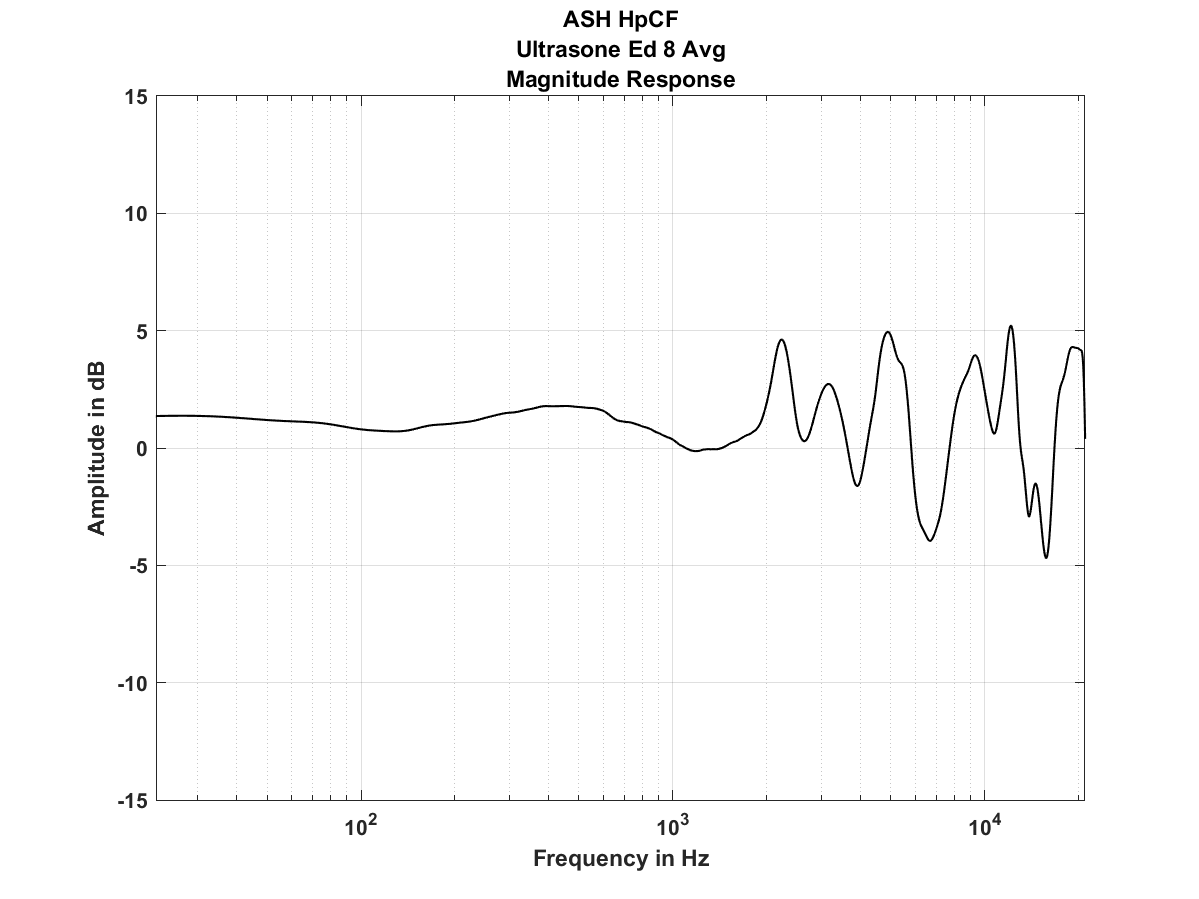 ASH HpCF
Ultrasone Ed 8 Avg
Magnitude Response
15
10
5
0
-5
-10
-15
Amplitude in dB
10²
10³
10⁴
Frequency in Hz